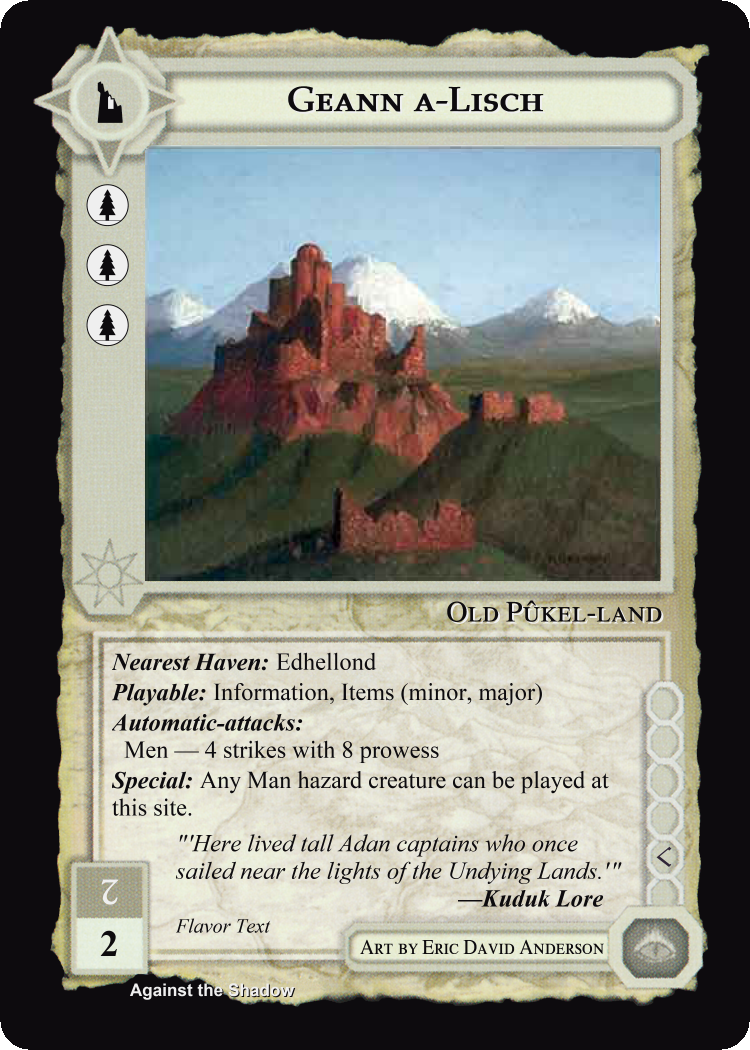 Geann a-Lisch
Old Pûkel-land
Nearest Haven: Edhellond
Playable: Information, Items (minor, major)
Automatic-attacks:
Men — 4 strikes with 8 prowess
Special: Any Man hazard creature can be played at
this site.
"'Here lived tall Adan captains who once
sailed near the lights of the Undying Lands.'"
—Kuduk Lore
Flavor Text
2
Art by Eric David Anderson
Against the Shadow